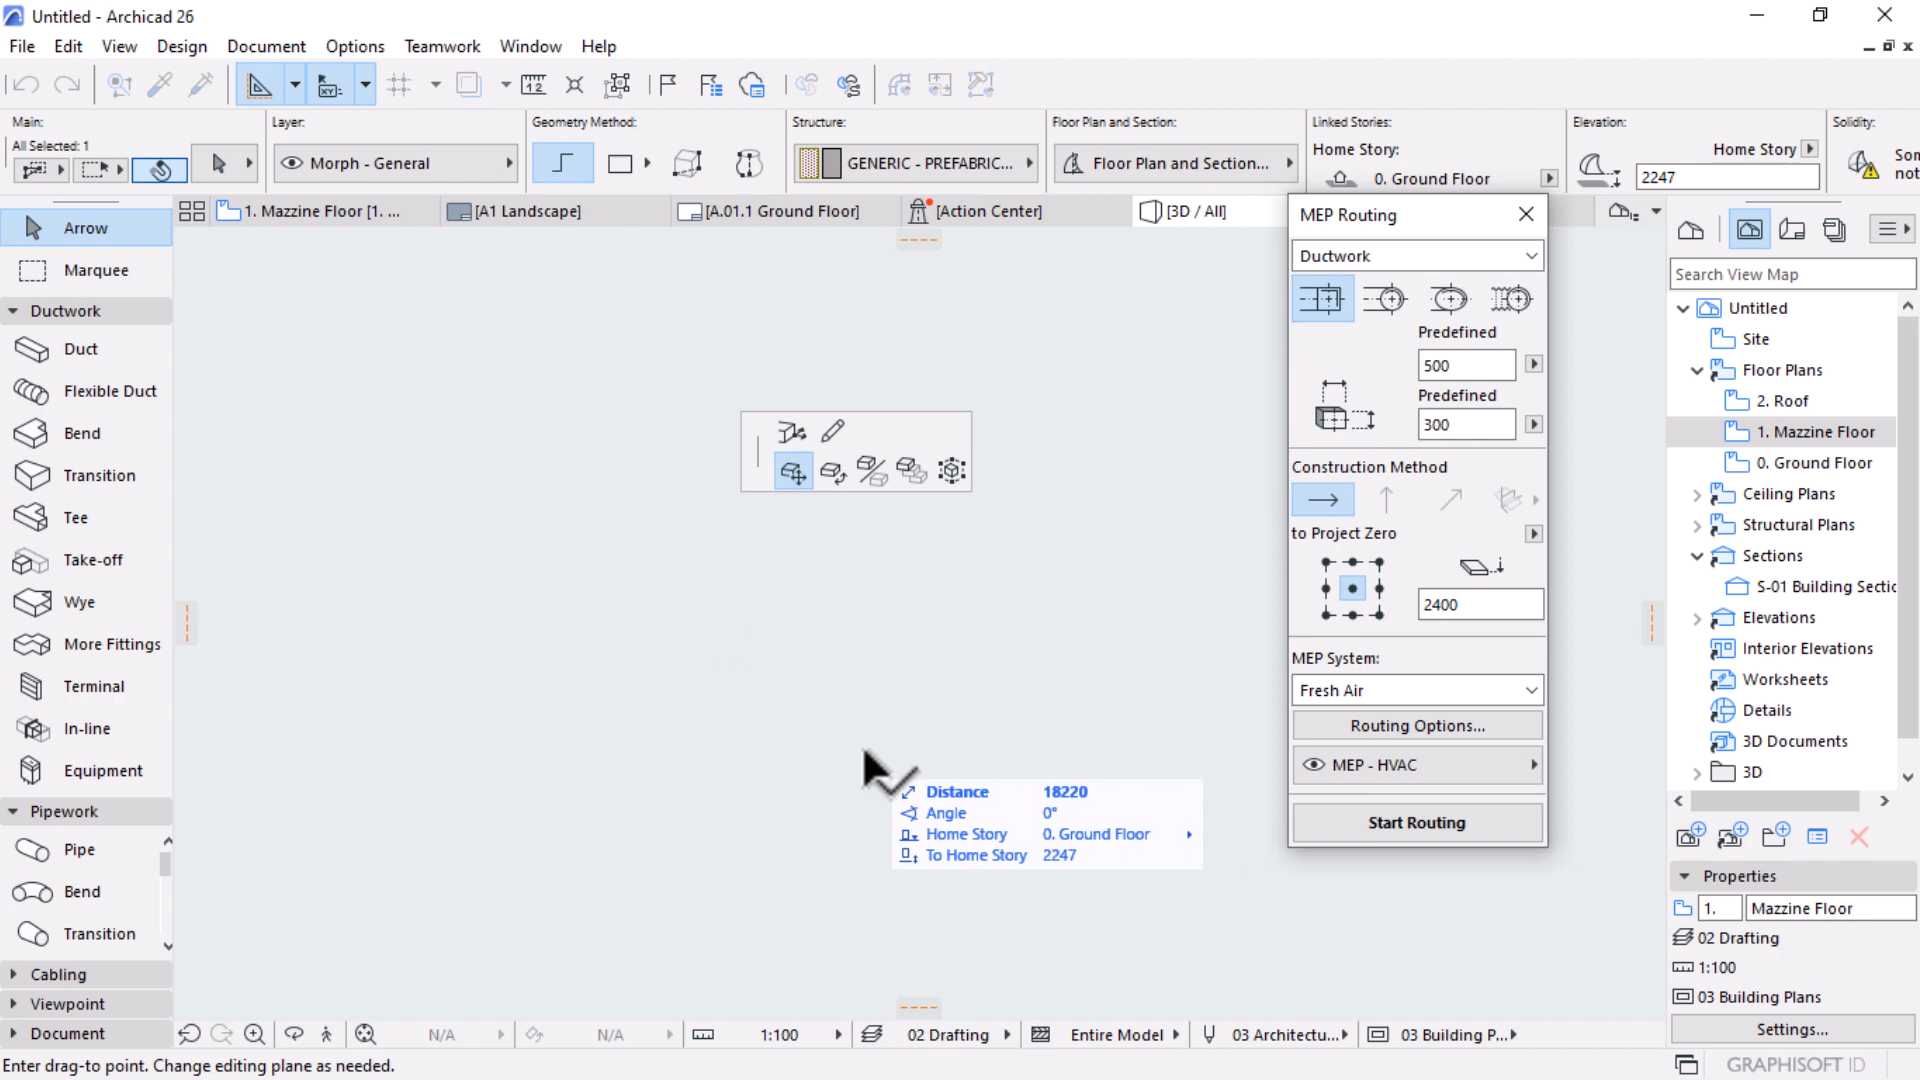 Untitled - Archicad 26
File Edit View Design Document Options Teamwork Window Help
Main: Layer: Geometry Method: Structure: Floor Plan and Section: Linked Stories: Elevation: Solidity:
All Selected: 1
Home Story: Home Story
Morph - General GENERIC - PREFABRIC... Floor Plan and Section...
0. Ground Floor 2247
1. Mazzine Floor [1. ... [A1 Landscape] [A.01.1 Ground Floor] [Action Center] [3D / All]
Arrow
Marquee
Ductwork
Duct
Flexible Duct
Bend
Transition
Tee
Take-off
Wye
More Fittings
Terminal
In-line
Equipment
Pipework
Pipe
Bend
Transition
Cabling
Viewpoint
Document
Distance 18220
Angle 0°
Home Story 0. Ground Floor
To Home Story 2247
MEP Routing
Ductwork
Predefined
500
Predefined
300
Construction Method
to Project Zero
2400
MEP System:
Fresh Air
Routing Options...
MEP - HVAC
Start Routing
Search View Map
Untitled
Site
Floor Plans
2. Roof
1. Mazzine Floor
0. Ground Floor
Ceiling Plans
Structural Plans
Sections
S-01 Building Sectic
Elevations
Interior Elevations
Worksheets
Details
3D Documents
3D
Properties
1. Mazzine Floor
02 Drafting
1:100
03 Building Plans
Settings...
N/A N/A 1:100 02 Drafting Entire Model 03 Architectu... 03 Building P...
Enter drag-to point. Change editing plane as needed.
GRAPHISOFT ID